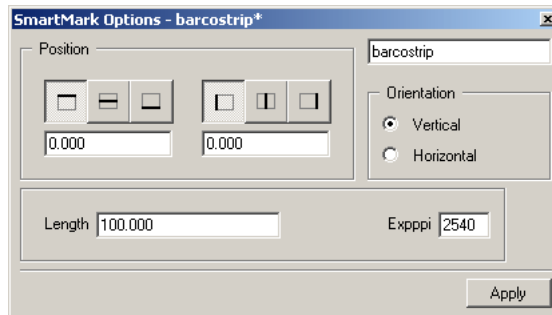 SmartMark Options - barcostrip*
Position
barcostrip
0.000
0.000
Orientation
Vertical
Horizontal
Length 100.000
Expppi 2540
Apply